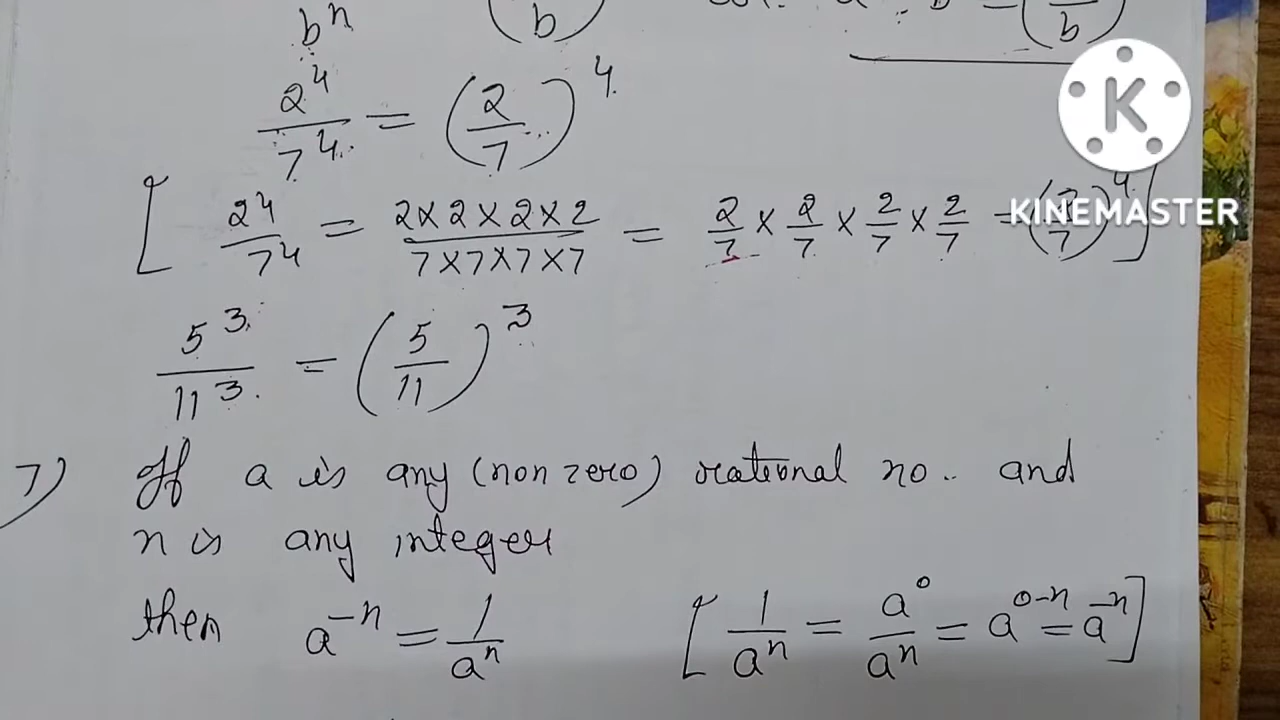 bⁿ b b
2⁴/7⁴ = (2/7)⁴
[ 2⁴/7⁴ = 2×2×2×2/7×7×7×7 = 2/7 × 2/7 × 2/7 × 2/7 = (2/7)⁴ ]
KINEMASTER
5³/11³ = (5/11)³
7) If a is any (non zero) rational no.. and
n is any integer
then a⁻ⁿ = 1/aⁿ [ 1/aⁿ = a⁰/aⁿ = a⁰⁻ⁿ = a⁻ⁿ ]